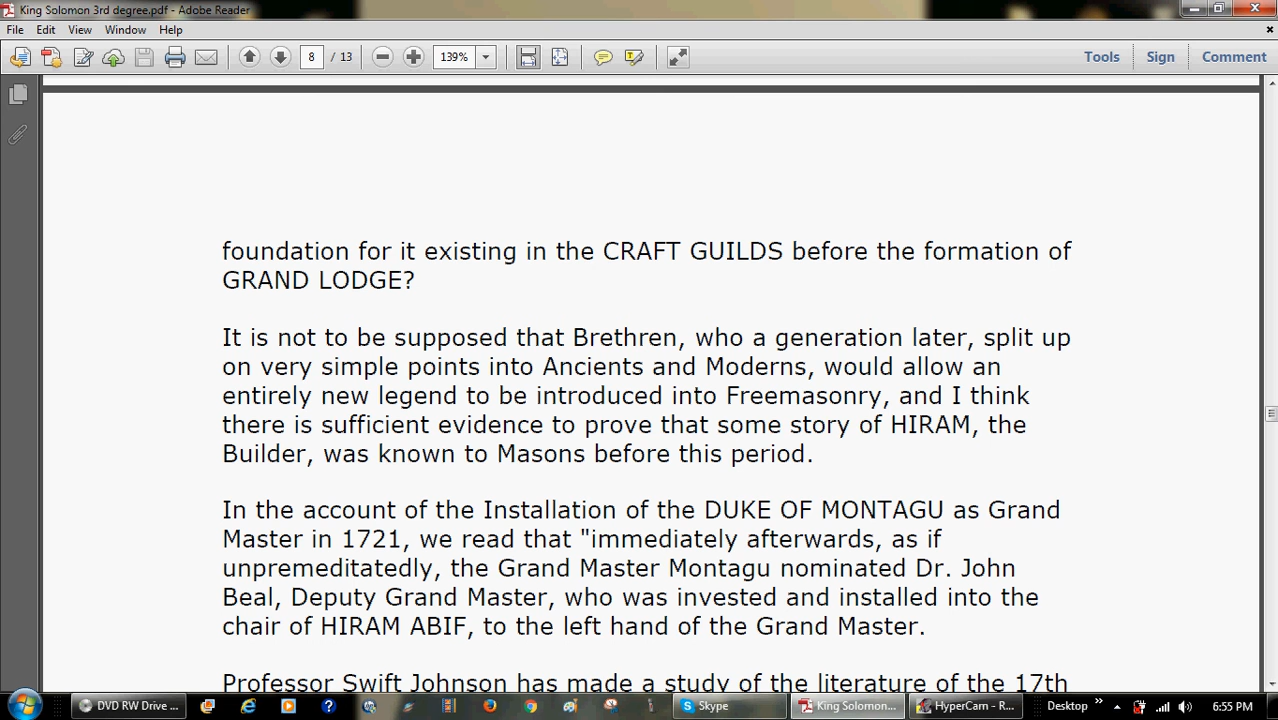 King Solomon 3rd degree.pdf - Adobe Reader
File Edit View Window Help
8 / 13 139% Tools Sign Comment
foundation for it existing in the CRAFT GUILDS before the formation of
GRAND LODGE?
It is not to be supposed that Brethren, who a generation later, split up
on very simple points into Ancients and Moderns, would allow an
entirely new legend to be introduced into Freemasonry, and I think
there is sufficient evidence to prove that some story of HIRAM, the
Builder, was known to Masons before this period.
In the account of the Installation of the DUKE OF MONTAGU as Grand
Master in 1721, we read that "immediately afterwards, as if
unpremeditatedly, the Grand Master Montagu nominated Dr. John
Beal, Deputy Grand Master, who was invested and installed into the
chair of HIRAM ABIF, to the left hand of the Grand Master.
Professor Swift Johnson has made a study of the literature of the 17th
DVD RW Drive ... Skype King Solomon... HyperCam - R... Desktop » 6:55 PM